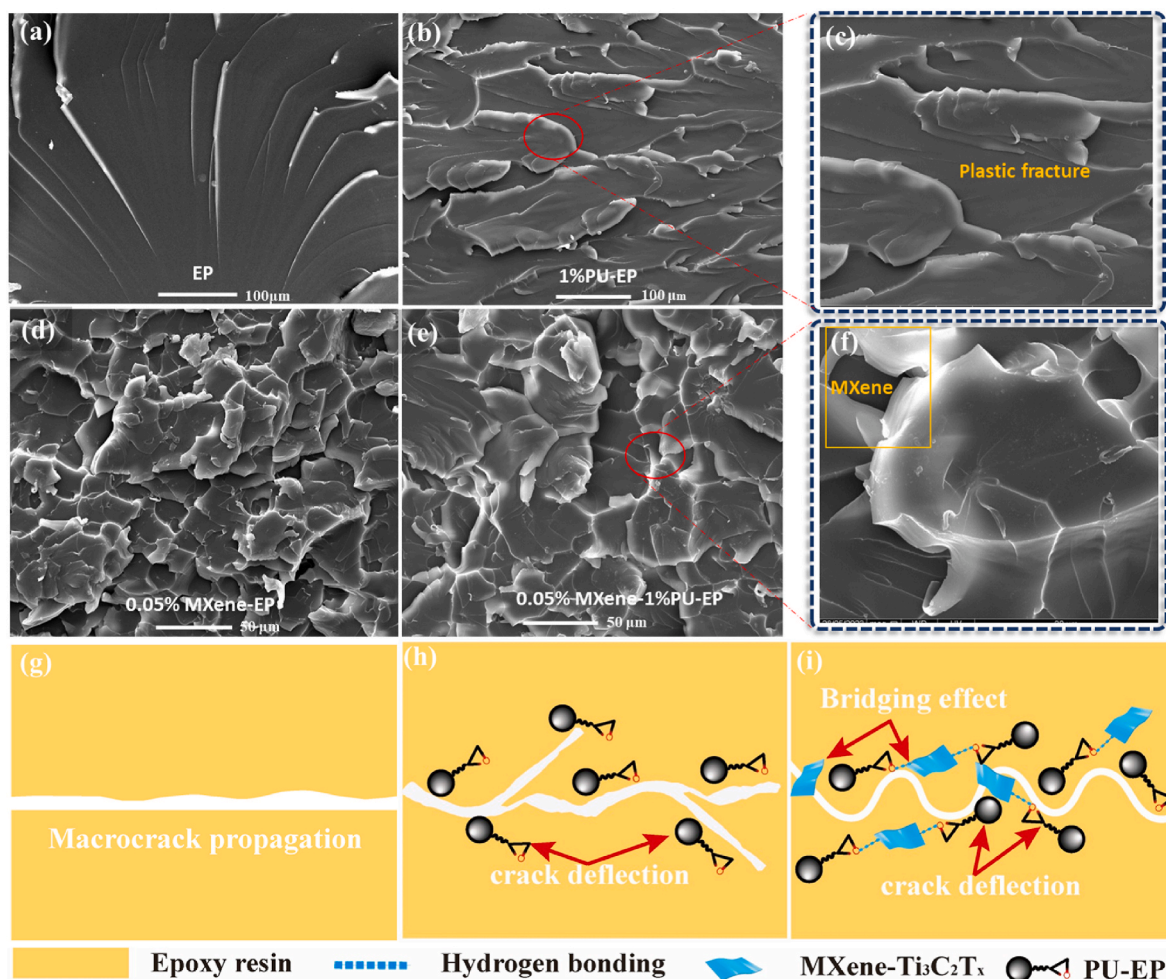 (a)
EP
100μm
(b)
1%PU-EP
100 μm
(c)
Plastic fracture
(d)
0.05% MXene-EP
50 μm
(e)
0.05% MXene-1%PU-EP
50 μm
(f)
MXene
(g)
Macrocrack propagation
(h)
crack deflection
(i)
Bridging effect
crack deflection
Epoxy resin
Hydrogen bonding
MXene-Ti₃C₂Tₓ
PU-EP